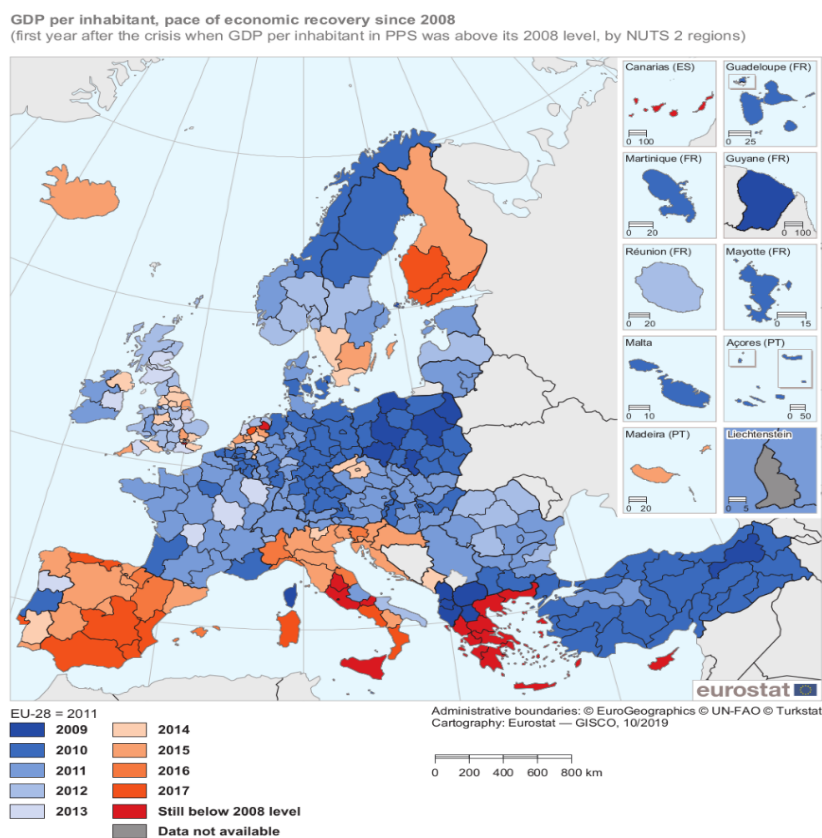 GDP per inhabitant, pace of economic recovery since 2008
(first year after the crisis when GDP per inhabitant in PPS was above its 2008 level, by NUTS 2 regions)
Canarias (ES)
0 100
Guadeloupe (FR)
0 25
Martinique (FR)
0 20
Guyane (FR)
0 100
Réunion (FR)
0 20
Mayotte (FR)
0 15
Malta
0 10
Açores (PT)
0 50
Madeira (PT)
0 20
Liechtenstein
0 5
eurostat
EU-28 = 2011
2009
2010
2011
2012
2013
2014
2015
2016
2017
Still below 2008 level
Data not available
Administrative boundaries: © EuroGeographics © UN-FAO © Turkstat
Cartography: Eurostat — GISCO, 10/2019
0 200 400 600 800 km